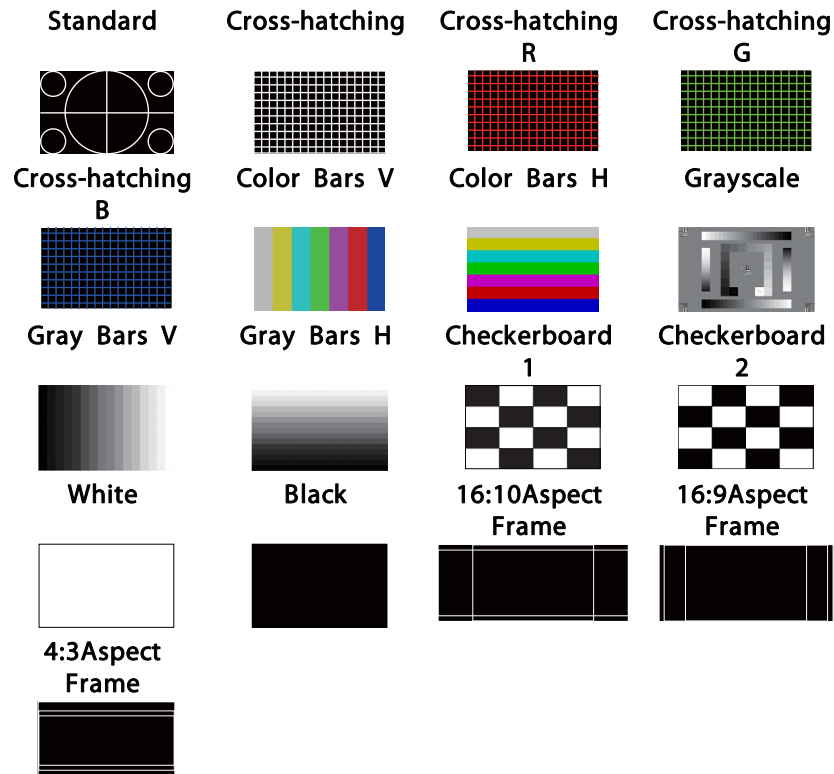 Standard
Cross-hatching
Cross-hatching
R
Cross-hatching
G
Cross-hatching
B
Color Bars V
Color Bars H
Grayscale
Gray Bars V
Gray Bars H
Checkerboard
1
Checkerboard
2
White
Black
16:10Aspect
Frame
16:9Aspect
Frame
4:3Aspect
Frame